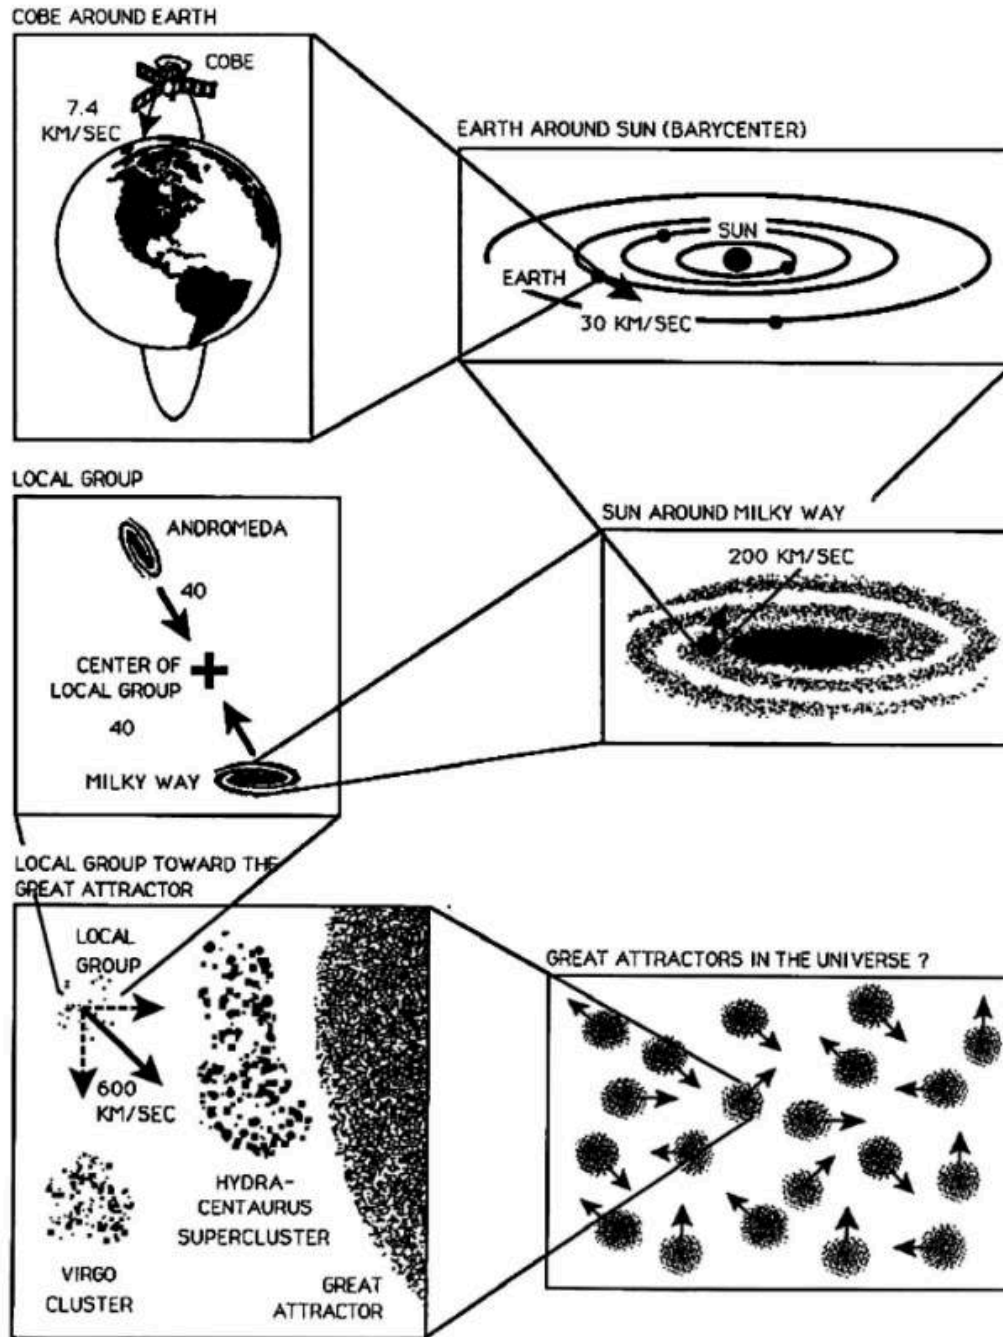 COBE AROUND EARTH
COBE
7.4
KM/SEC
EARTH AROUND SUN (BARYCENTER)
SUN
EARTH
30 KM/SEC
LOCAL GROUP
ANDROMEDA
40
CENTER OF
LOCAL GROUP
40
MILKY WAY
SUN AROUND MILKY WAY
200 KM/SEC
LOCAL GROUP TOWARD THE
GREAT ATTRACTOR
LOCAL
GROUP
600
KM/SEC
HYDRA-
CENTAURUS
SUPERCLUSTER
VIRGO
CLUSTER
GREAT
ATTRACTOR
GREAT ATTRACTORS IN THE UNIVERSE ?